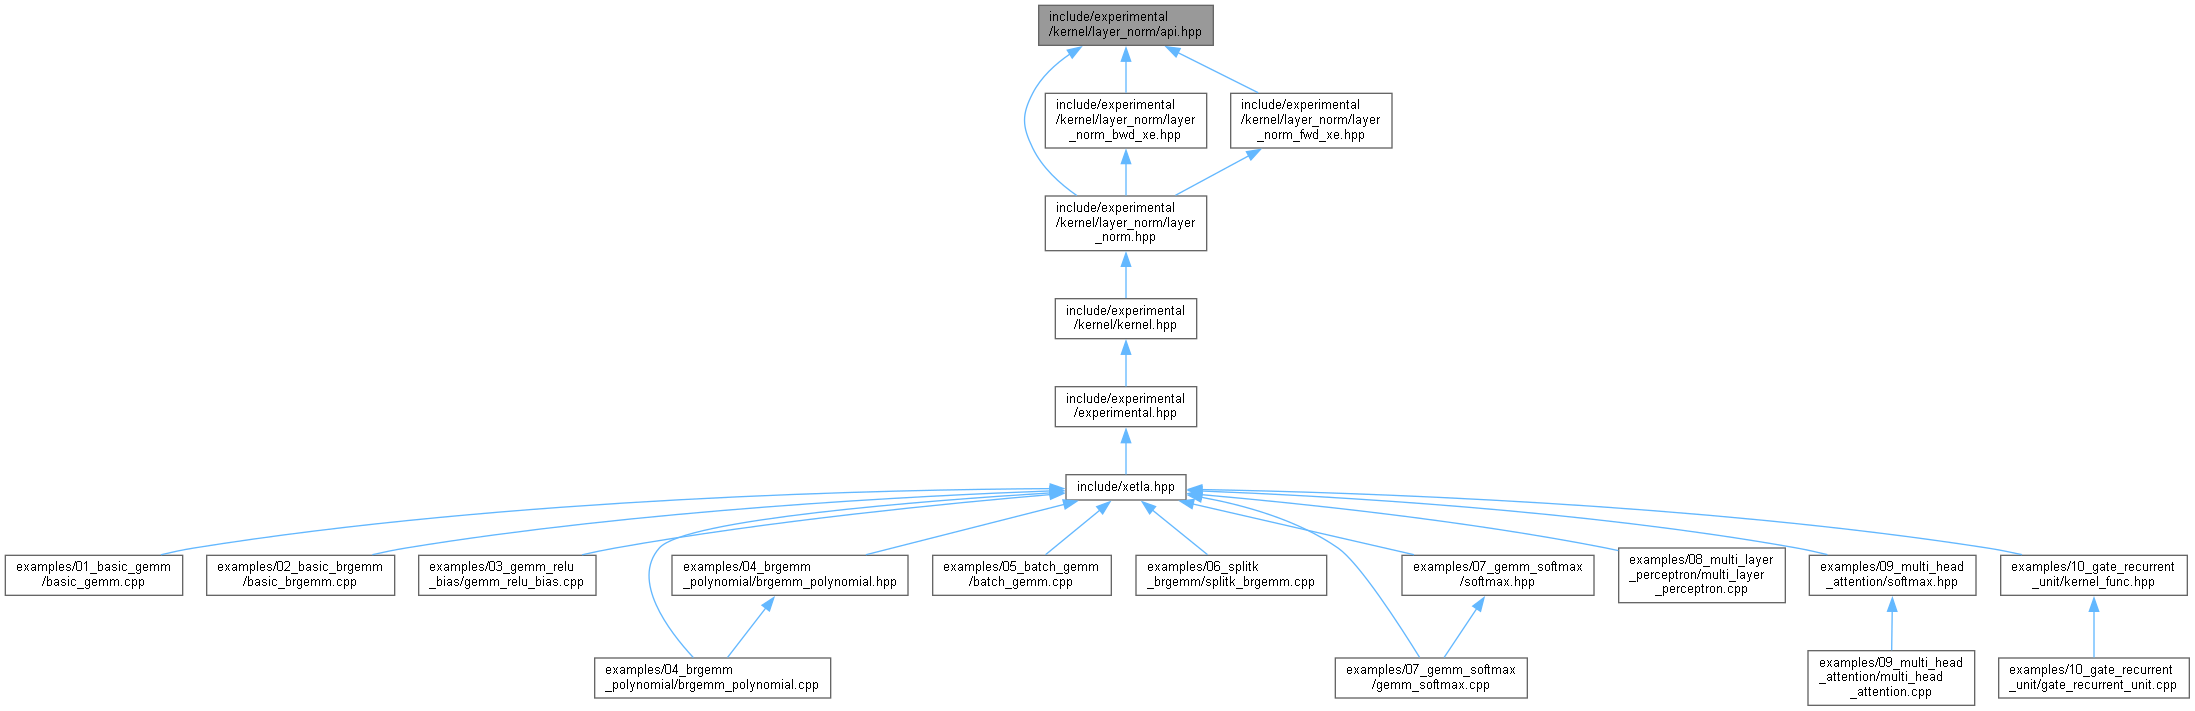 include/experimental
/kernel/layer_norm/api.hpp
include/experimental
/kernel/layer_norm/layer
_norm_bwd_xe.hpp
include/experimental
/kernel/layer_norm/layer
_norm_fwd_xe.hpp
include/experimental
/kernel/layer_norm/layer
_norm.hpp
include/experimental
/kernel/kernel.hpp
include/experimental
/experimental.hpp
include/xetla.hpp
examples/01_basic_gemm
/basic_gemm.cpp
examples/02_basic_brgemm
/basic_brgemm.cpp
examples/03_gemm_relu
_bias/gemm_relu_bias.cpp
examples/04_brgemm
_polynomial/brgemm_polynomial.hpp
examples/05_batch_gemm
/batch_gemm.cpp
examples/06_splitk
_brgemm/splitk_brgemm.cpp
examples/07_gemm_softmax
/softmax.hpp
examples/08_multi_layer
_perceptron/multi_layer
_perceptron.cpp
examples/09_multi_head
_attention/softmax.hpp
examples/10_gate_recurrent
_unit/kernel_func.hpp
examples/04_brgemm
_polynomial/brgemm_polynomial.cpp
examples/07_gemm_softmax
/gemm_softmax.cpp
examples/09_multi_head
_attention/multi_head
_attention.cpp
examples/10_gate_recurrent
_unit/gate_recurrent_unit.cpp